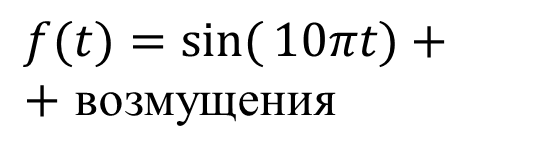 f(t) = sin( 10πt) +
+ возмущения